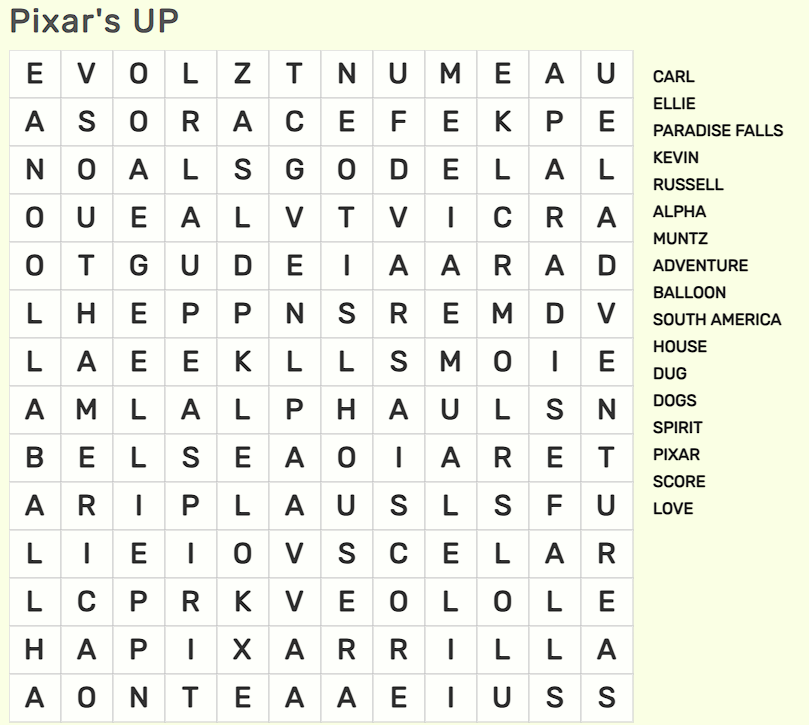 Pixar's UP
E V O L Z T N U M E A U
A S O R A C E F E K P E
N O A L S G O D E L A L
O U E A L V T V I C R A
O T G U D E I A A R A D
L H E P P N S R E M D V
L A E E K L L S M O I E
A M L A L P H A U L S N
B E L S E A O I A R E T
A R I P L A U S L S F U
L I E I O V S C E L A R
L C P R K V E O L O L E
H A P I X A R R I L L A
A O N T E A A E I U S S
CARL
ELLIE
PARADISE FALLS
KEVIN
RUSSELL
ALPHA
MUNTZ
ADVENTURE
BALLOON
SOUTH AMERICA
HOUSE
DUG
DOGS
SPIRIT
PIXAR
SCORE
LOVE